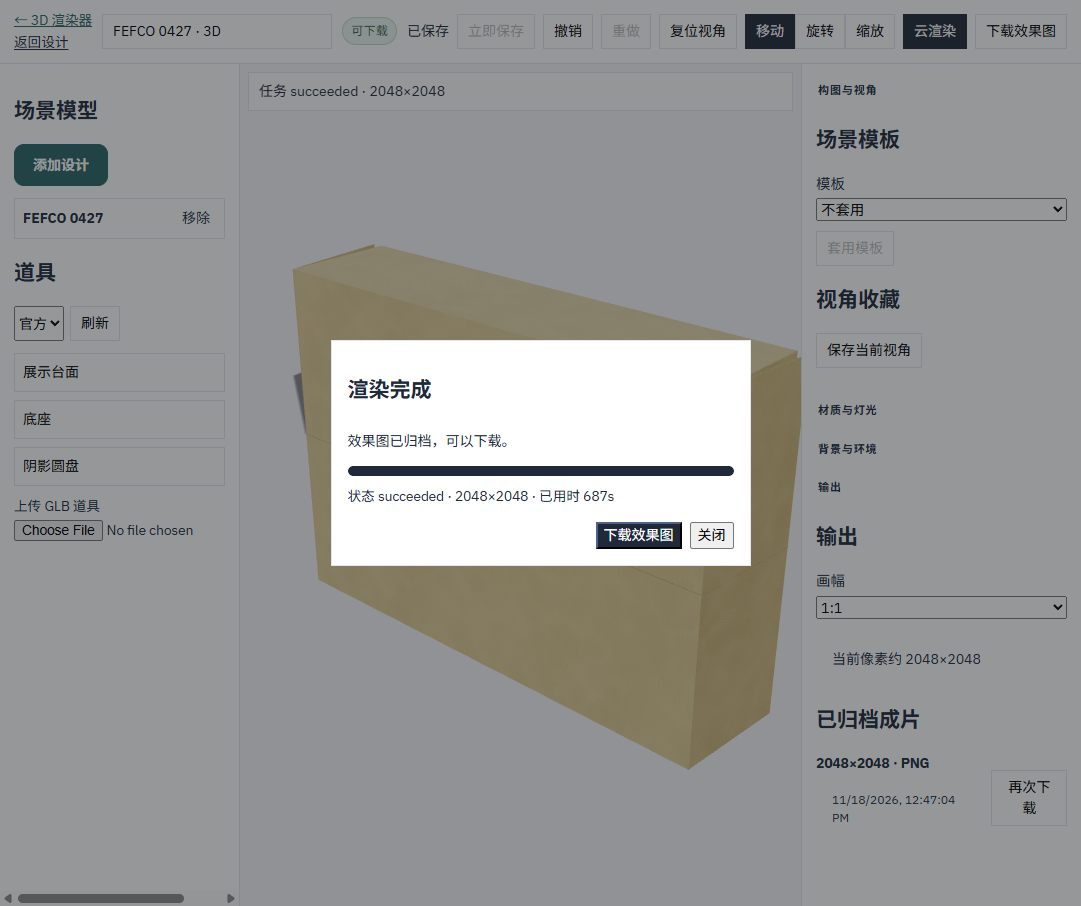 ← 3D 渲染器
返回设计
FEFCO 0427 · 3D
可下载
已保存
立即保存
撤销
重做
复位视角
移动
旋转
缩放
云渲染
下载效果图
场景模型
添加设计
FEFCO 0427
移除
道具
官方
刷新
展示台面
底座
阴影圆盘
上传 GLB 道具
Choose File No file chosen
任务 succeeded · 2048×2048
渲染完成
效果图已归档，可以下载。
状态 succeeded · 2048×2048 · 已用时 687s
下载效果图
关闭
构图与视角
场景模板
模板
不套用
套用模板
视角收藏
保存当前视角
材质与灯光
背景与环境
输出
输出
画幅
1:1
当前像素约 2048×2048
已归档成片
2048×2048 · PNG
11/18/2026, 12:47:04
PM
再次下
载